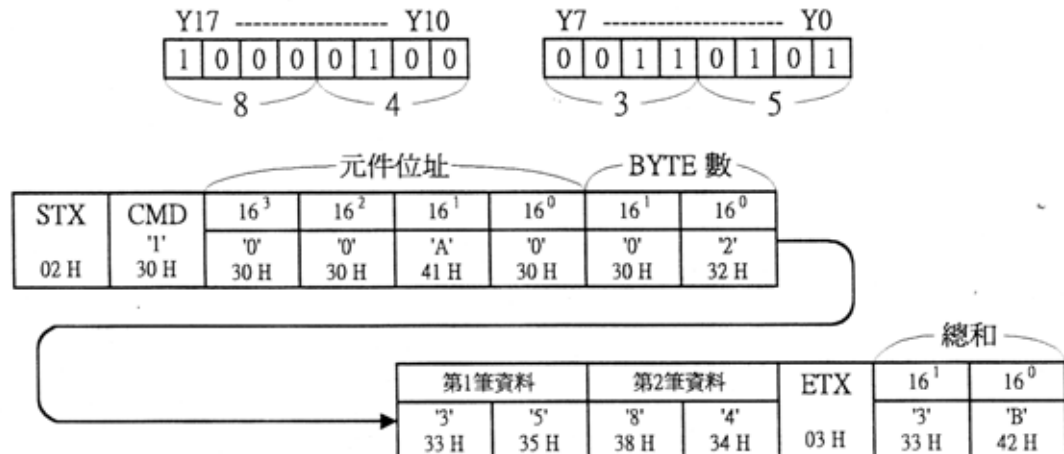 Y17 ------------- Y10 Y7 ------------------ Y0
1 0 0 0 0 1 0 0 0 0 1 1 0 1 0 1
8 4 3 5
元件位址 BYTE 數
STX CMD 16³ 16² 16¹ 16⁰ 16¹ 16⁰
'1' '0' '0' 'A' '0' '0' '2'
02 H 30 H 30 H 30 H 41 H 30 H 30 H 32 H
總和
第1筆資料 第2筆資料 ETX 16¹ 16⁰
'3' '5' '8' '4' '3' 'B'
33 H 35 H 38 H 34 H 03 H 33 H 42 H